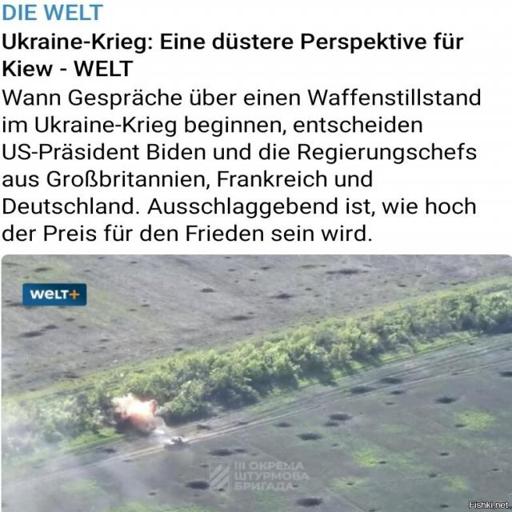 DIE WELT
Ukraine-Krieg: Eine düstere Perspektive für
Kiew - WELT
Wann Gespräche über einen Waffenstillstand
im Ukraine-Krieg beginnen, entscheiden
US-Präsident Biden und die Regierungschefs
aus Großbritannien, Frankreich und
Deutschland. Ausschlaggebend ist, wie hoch
der Preis für den Frieden sein wird.
WELT+
III ОКРЕМА
ШТУРМОВА
БРИГАДА
Fishki.net